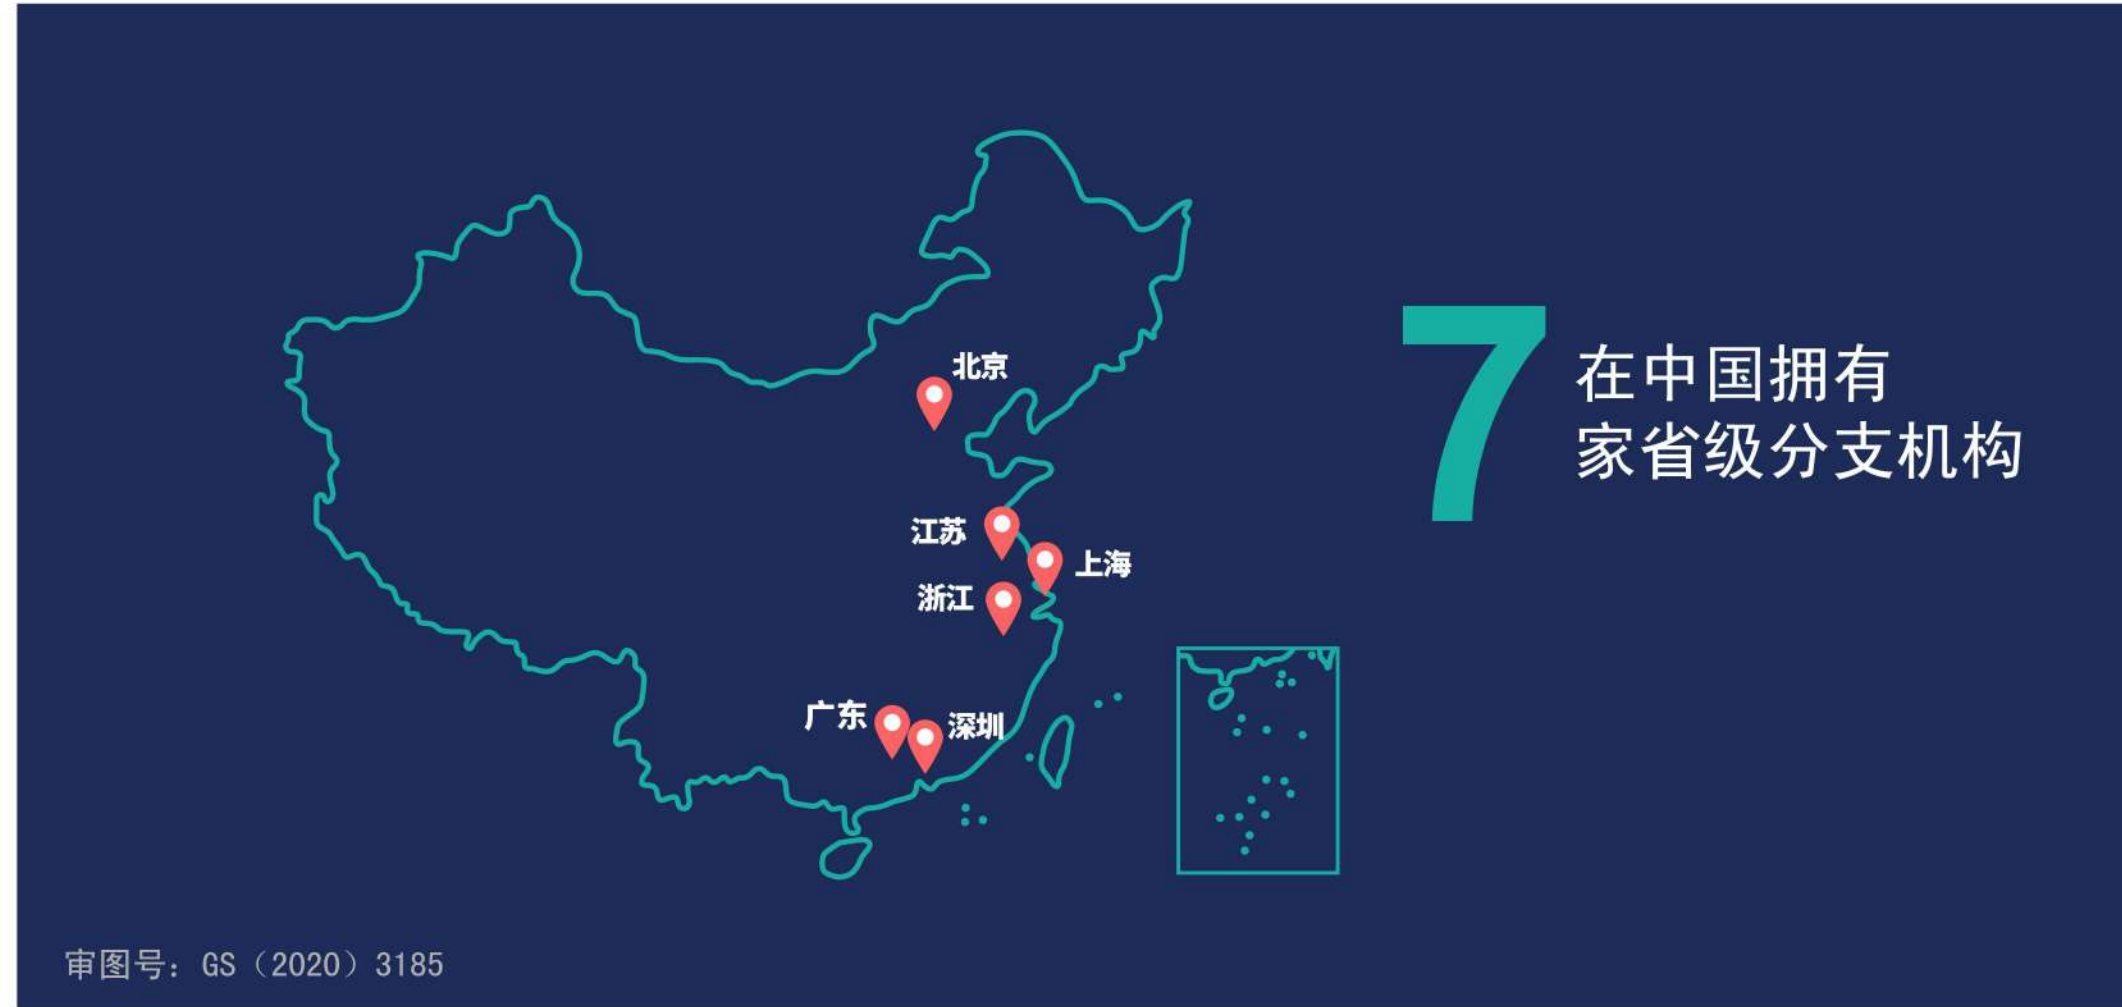 北京
江苏
上海
浙江
广东
深圳
7
在中国拥有
家省级分支机构
审图号：GS（2020）3185